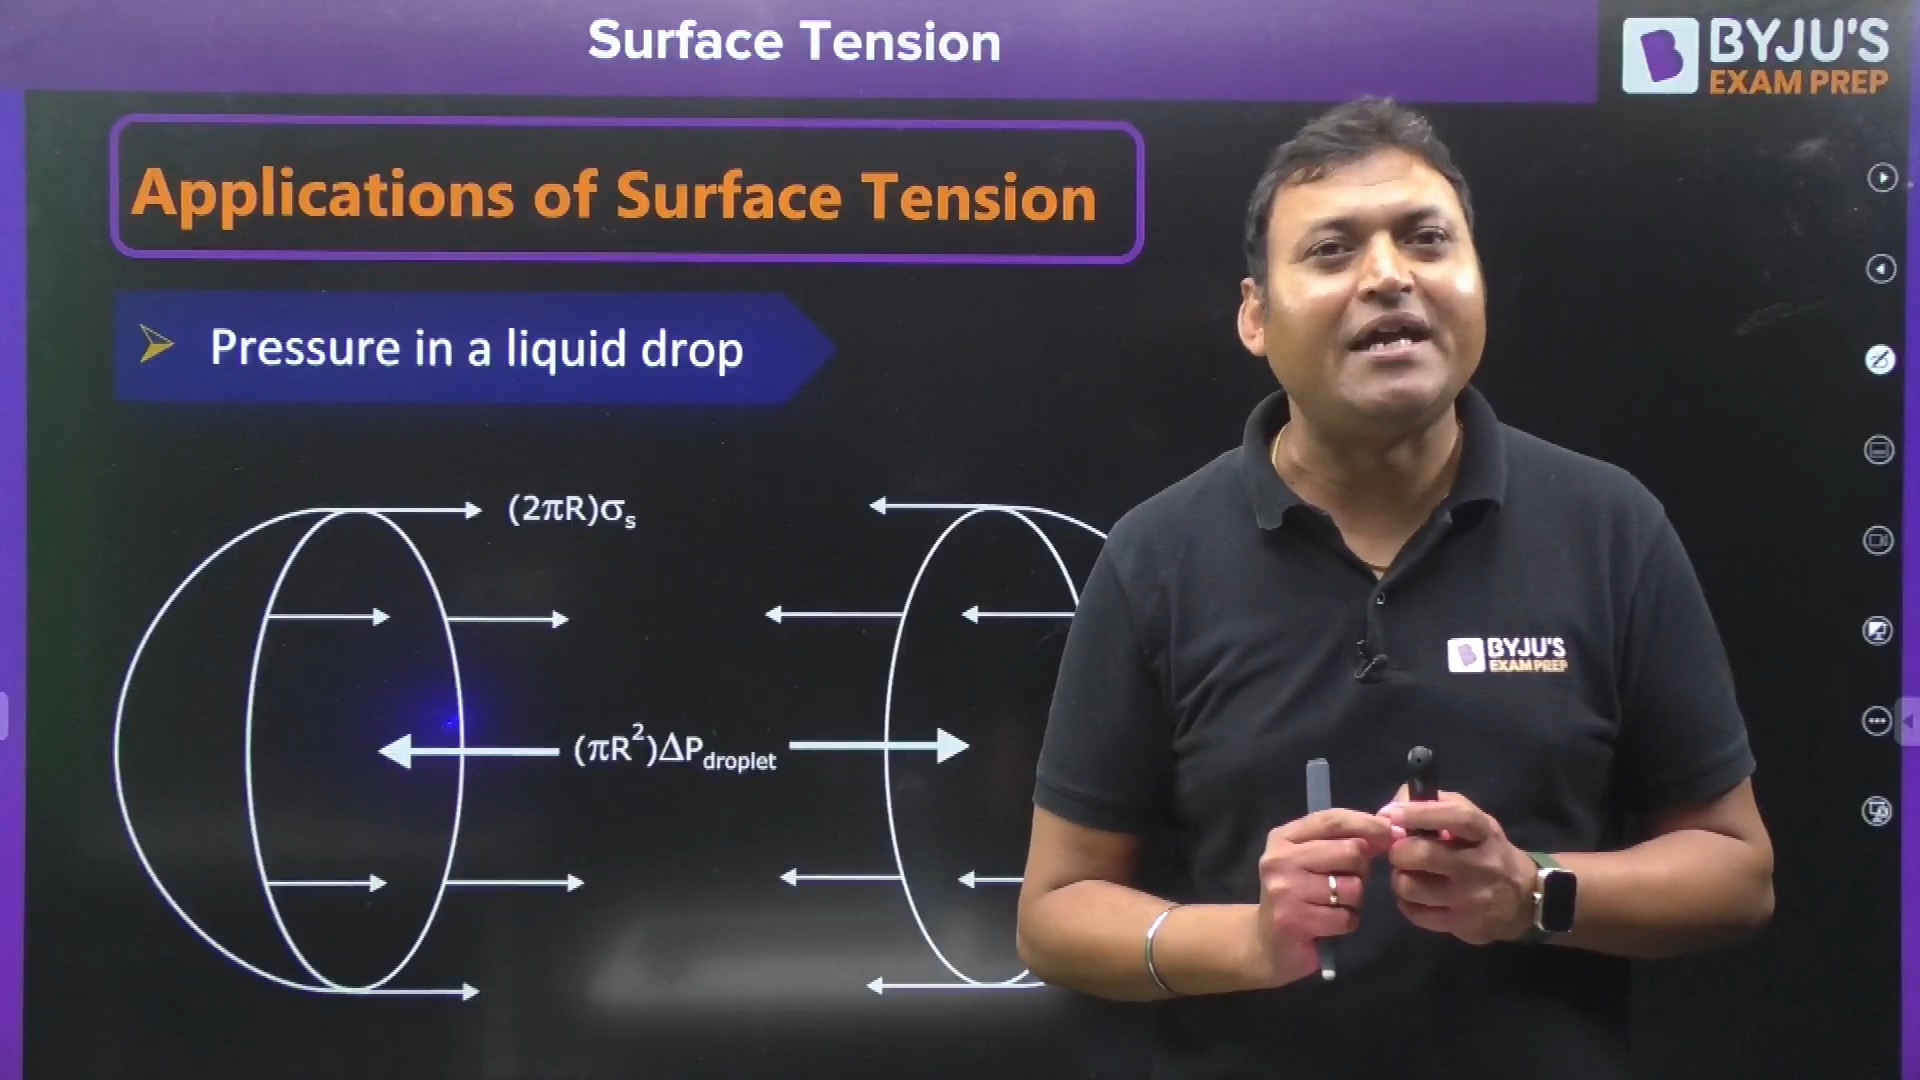 Surface Tension
BYJU'S
EXAM PREP
Applications of Surface Tension
Pressure in a liquid drop
(2πR)σₛ
(πR²)ΔP_droplet
BYJU'S
EXAM PREP